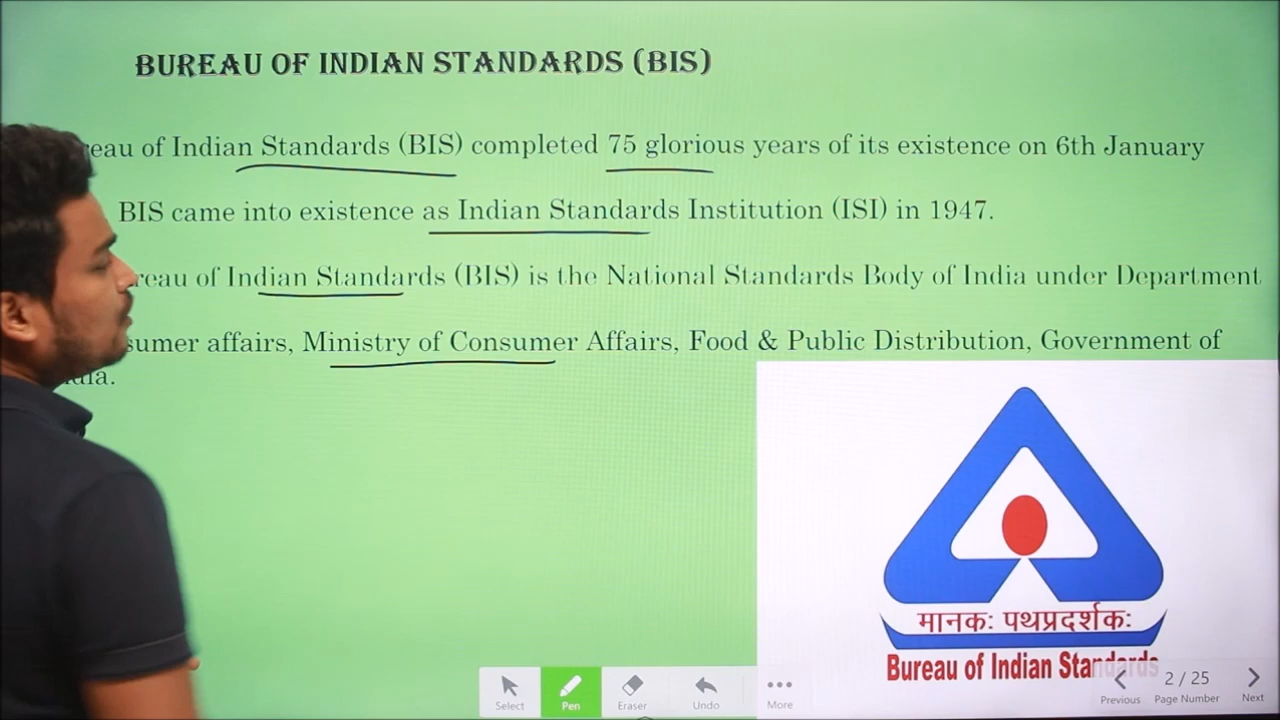 BUREAU OF INDIAN STANDARDS (BIS)
reau of Indian Standards (BIS) completed 75 glorious years of its existence on 6th January
BIS came into existence as Indian Standards Institution (ISI) in 1947.
reau of Indian Standards (BIS) is the National Standards Body of India under Department
sumer affairs, Ministry of Consumer Affairs, Food & Public Distribution, Government of
dia.
मानकः पथप्रदर्शकः
Bureau of Indian Standards
Select Pen Eraser Undo More
Previous 2 / 25 Page Number Next